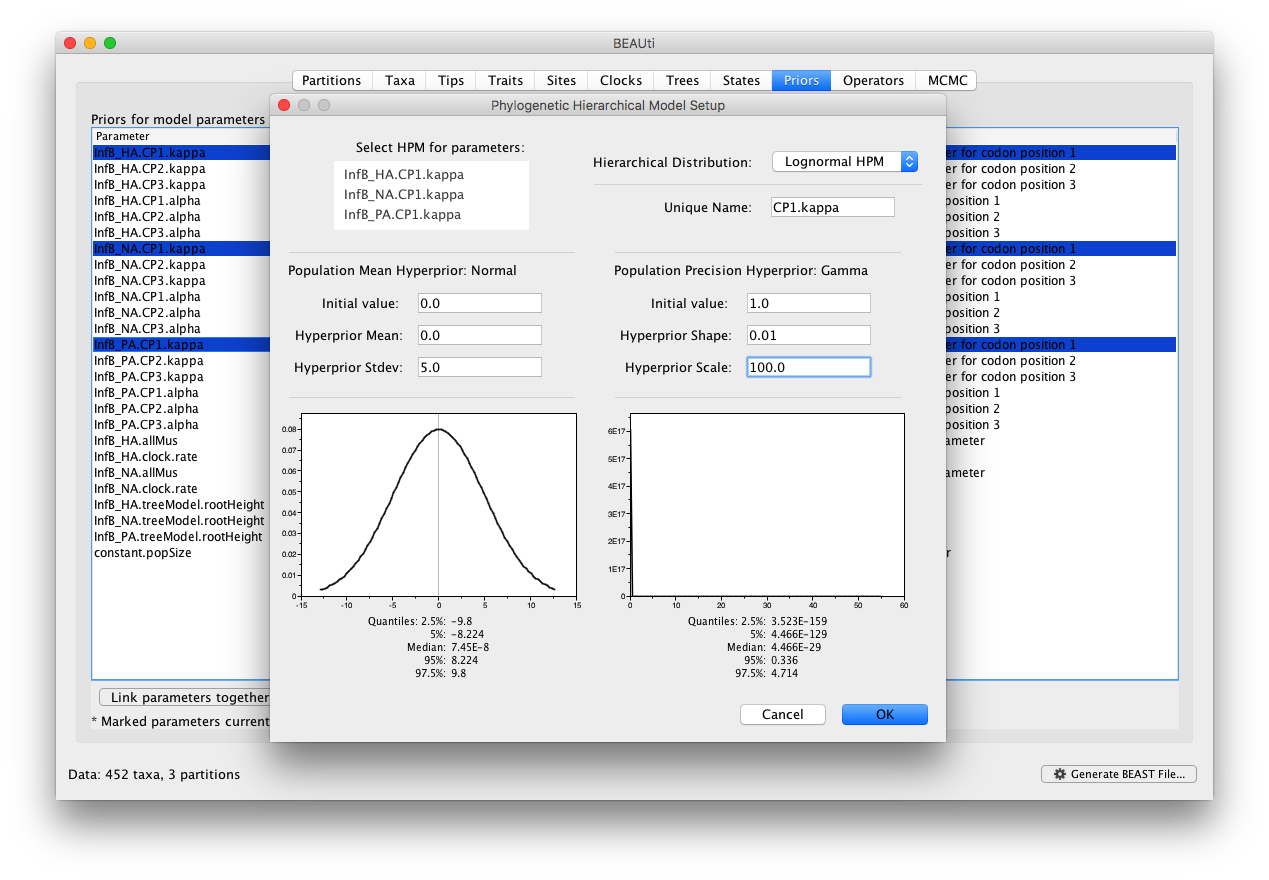 BEAUti
Partitions Taxa Tips Traits Sites Clocks Trees States Priors Operators MCMC
Priors for model parameters
Parameter
InfB_HA.CP1.kappa
InfB_HA.CP2.kappa
InfB_HA.CP3.kappa
InfB_HA.CP1.alpha
InfB_HA.CP2.alpha
InfB_HA.CP3.alpha
InfB_NA.CP1.kappa
InfB_NA.CP2.kappa
InfB_NA.CP3.kappa
InfB_NA.CP1.alpha
InfB_NA.CP2.alpha
InfB_NA.CP3.alpha
InfB_PA.CP1.kappa
InfB_PA.CP2.kappa
InfB_PA.CP3.kappa
InfB_PA.CP1.alpha
InfB_PA.CP2.alpha
InfB_PA.CP3.alpha
InfB_HA.allMus
InfB_HA.clock.rate
InfB_NA.allMus
InfB_NA.clock.rate
InfB_HA.treeModel.rootHeight
InfB_NA.treeModel.rootHeight
InfB_PA.treeModel.rootHeight
constant.popSize
Link parameters together
* Marked parameters current
Data: 452 taxa, 3 partitions
Phylogenetic Hierarchical Model Setup
Select HPM for parameters:
InfB_HA.CP1.kappa
InfB_NA.CP1.kappa
InfB_PA.CP1.kappa
Hierarchical Distribution: Lognormal HPM
Unique Name: CP1.kappa
Population Mean Hyperprior: Normal
Initial value: 0.0
Hyperprior Mean: 0.0
Hyperprior Stdev: 5.0
0.08
0.07
0.06
0.05
0.04
0.03
0.02
0.01
0
-15 -10 -5 0 5 10 15
Quantiles: 2.5%: -9.8
5%: -8.224
Median: 7.45E-8
95%: 8.224
97.5%: 9.8
Population Precision Hyperprior: Gamma
Initial value: 1.0
Hyperprior Shape: 0.01
Hyperprior Scale: 100.0
6E17
5E17
4E17
3E17
2E17
1E17
0
0 10 20 30 40 50 60
Quantiles: 2.5%: 3.523E-159
5%: 4.466E-129
Median: 4.466E-29
95%: 0.336
97.5%: 4.714
Cancel OK
er for codon position 1
er for codon position 2
er for codon position 3
position 1
position 2
position 3
er for codon position 1
er for codon position 2
er for codon position 3
position 1
position 2
position 3
er for codon position 1
er for codon position 2
er for codon position 3
position 1
position 2
position 3
ameter
ameter
r
Generate BEAST File...